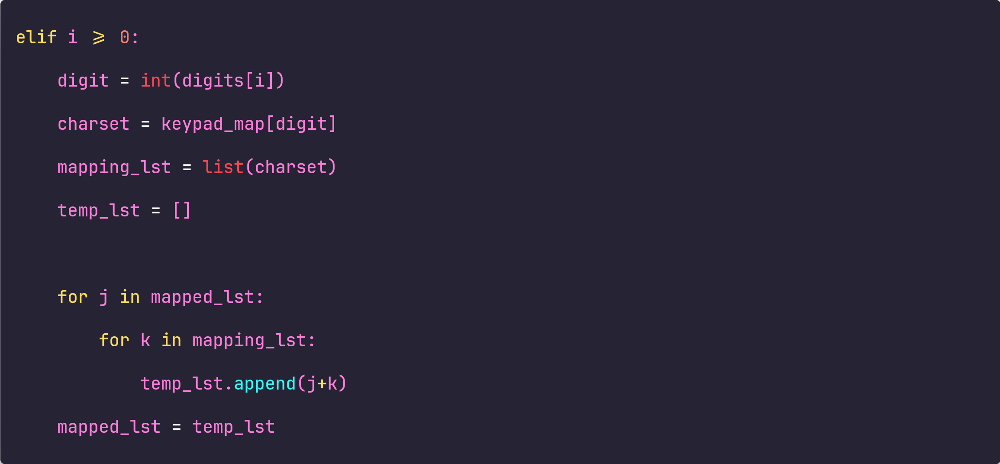 elif i >= 0:
    digit = int(digits[i])
    charset = keypad_map[digit]
    mapping_lst = list(charset)
    temp_lst = []
    for j in mapped_lst:
        for k in mapping_lst:
            temp_lst.append(j+k)
    mapped_lst = temp_lst